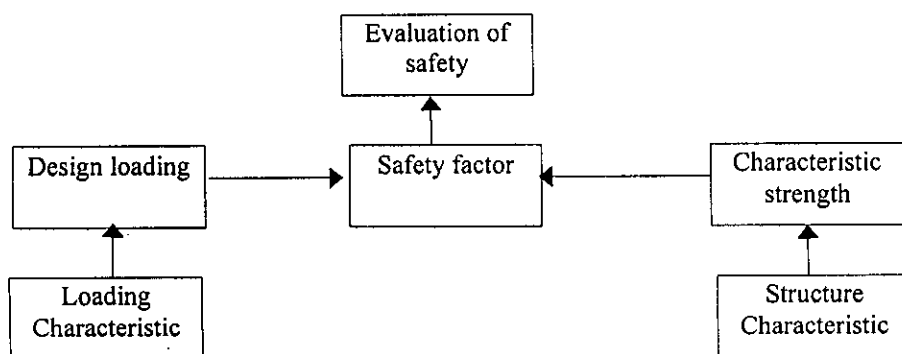 Evaluation of
safety
Design loading
Safety factor
Characteristic
strength
Loading
Characteristic
Structure
Characteristic